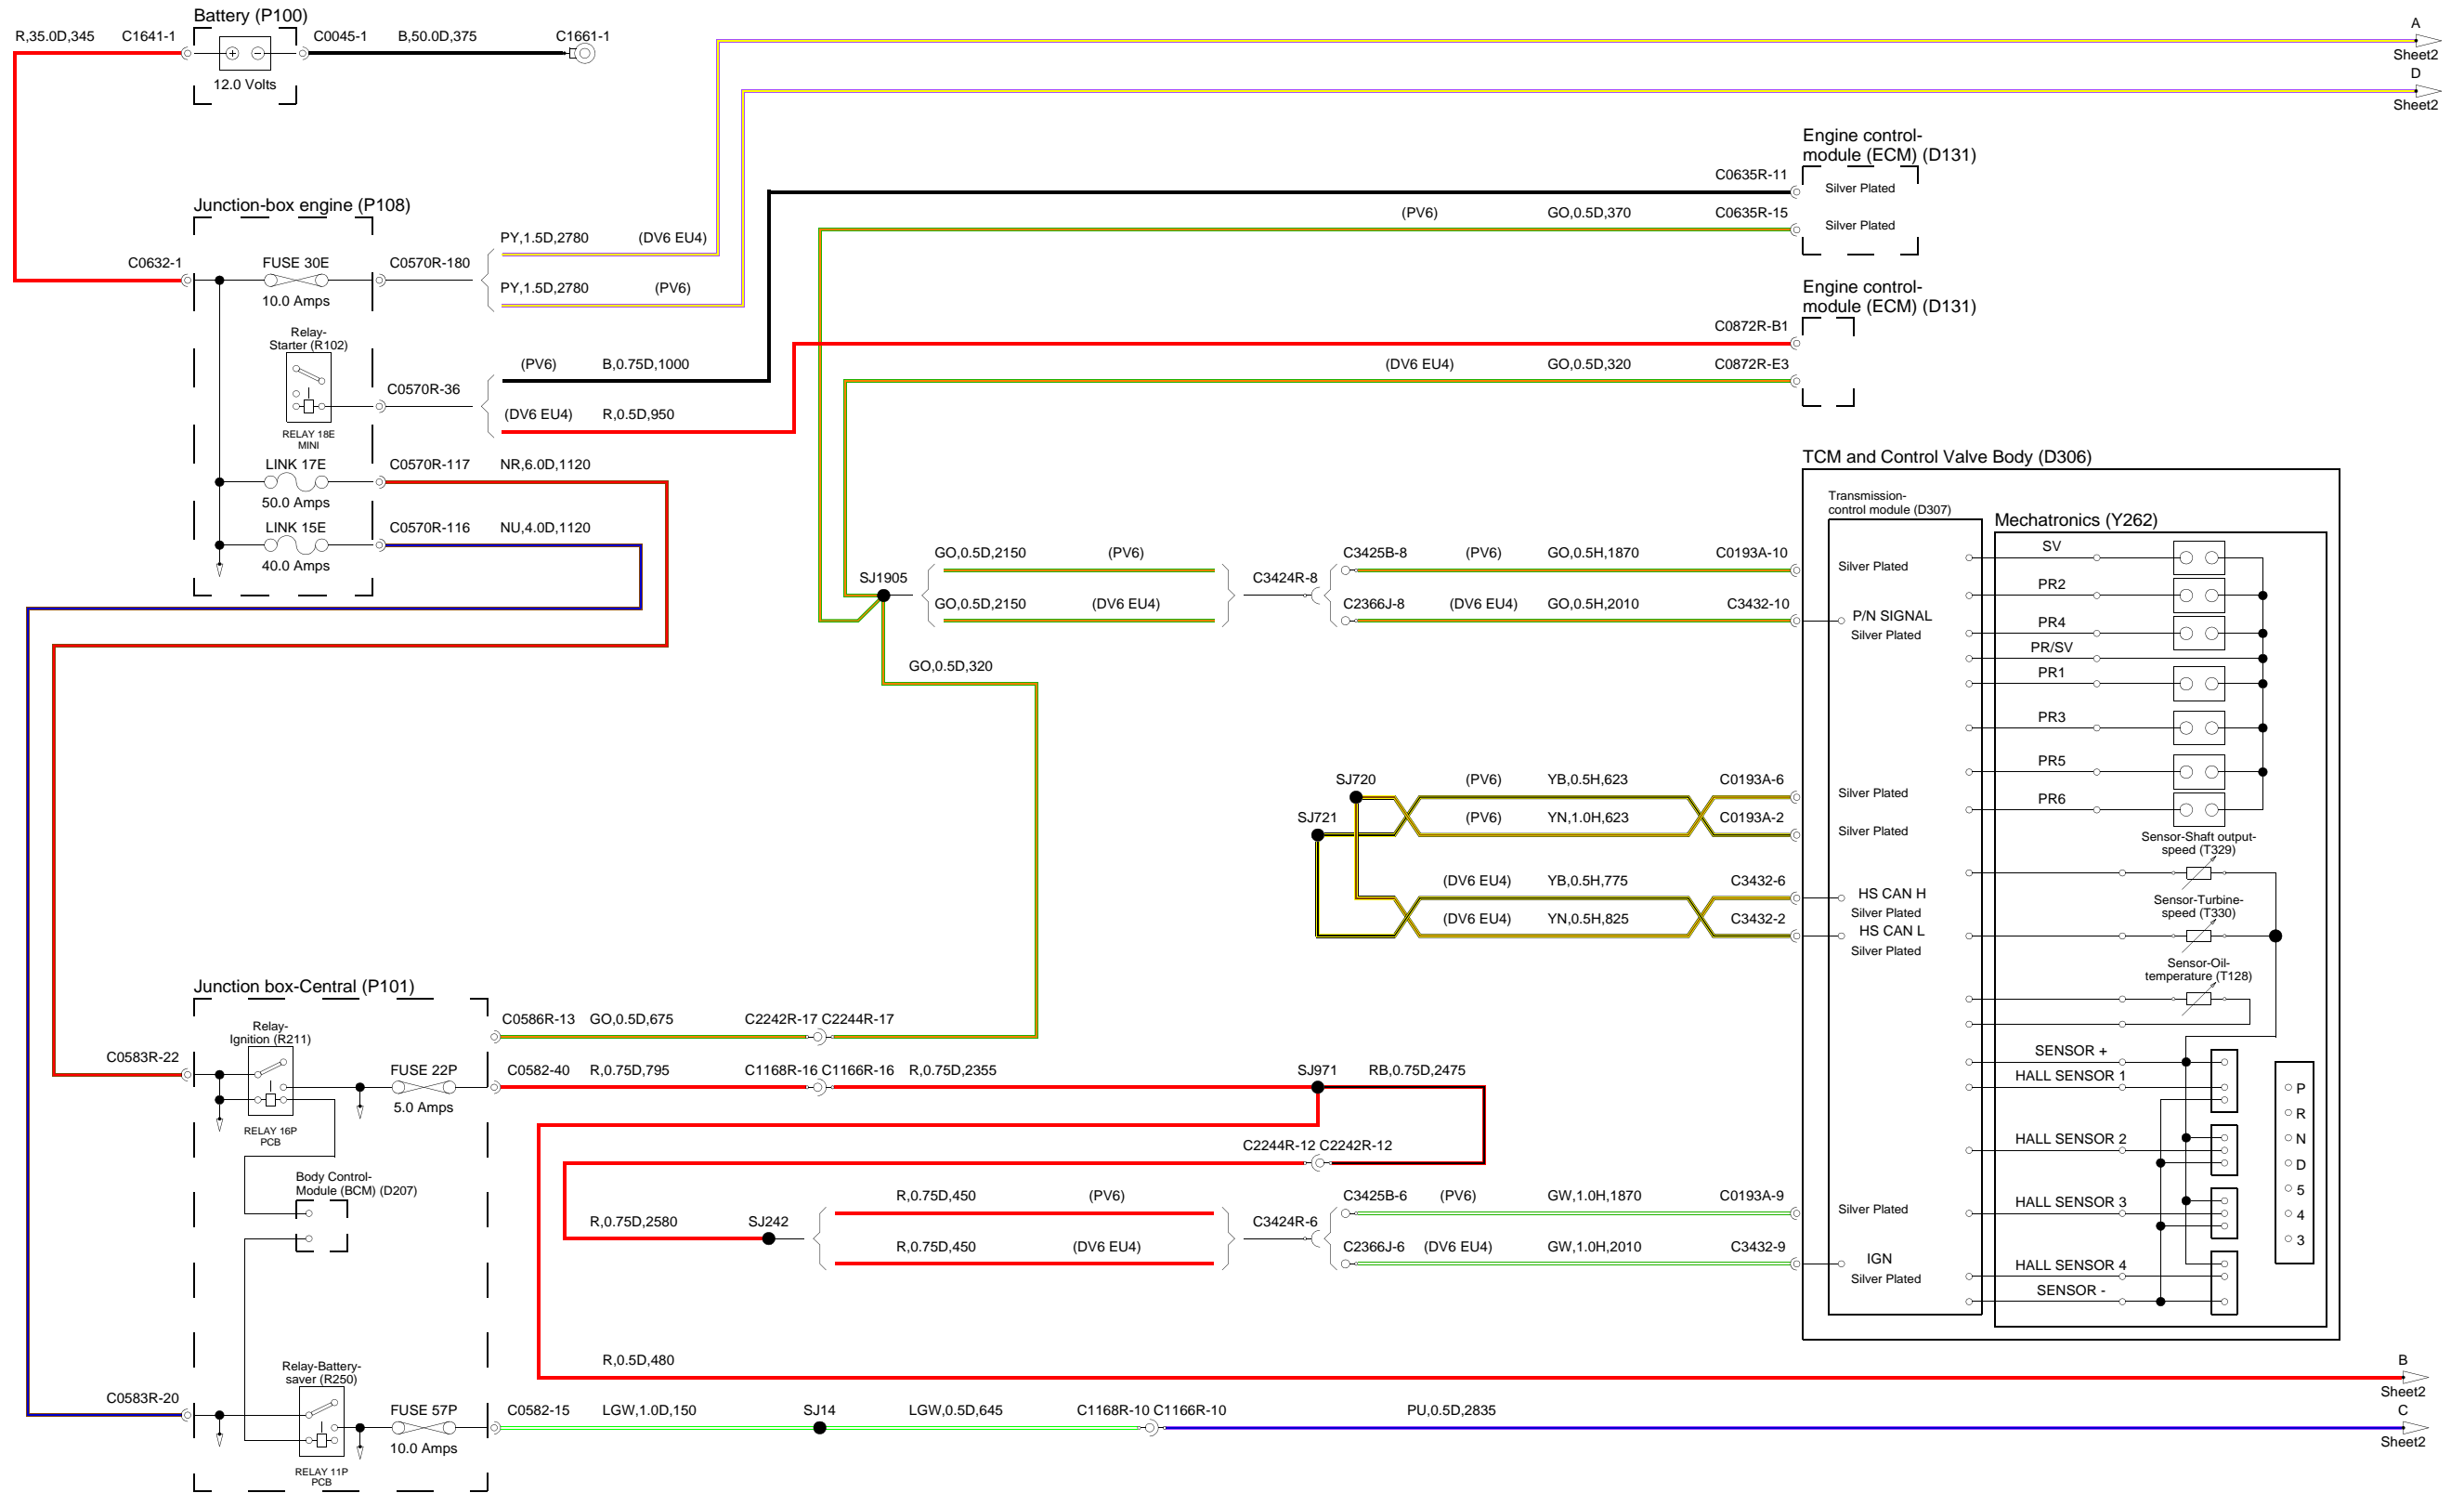 Battery (P100)
R,35.0D,345
C1641-1
C0045-1
B,50.0D,375
C1661-1
12.0 Volts
A
Sheet2
D
Sheet2
Engine control-
module (ECM) (D131)
C0635R-11
Silver Plated
(PV6)
GO,0.5D,370
C0635R-15
Silver Plated
Junction-box engine (P108)
PY,1.5D,2780
(DV6 EU4)
C0632-1
FUSE 30E
C0570R-180
10.0 Amps
PY,1.5D,2780
(PV6)
Engine control-
module (ECM) (D131)
C0872R-B1
Relay-
Starter (R102)
(PV6)
B,0.75D,1000
(DV6 EU4)
GO,0.5D,320
C0872R-E3
C0570R-36
(DV6 EU4)
R,0.5D,950
RELAY 18E
MINI
LINK 17E
C0570R-117
NR,6.0D,1120
50.0 Amps
LINK 15E
C0570R-116
NU,4.0D,1120
40.0 Amps
TCM and Control Valve Body (D306)
Transmission-
control module (D307)
Mechatronics (Y262)
SJ1905
GO,0.5D,2150
(PV6)
GO,0.5D,2150
(DV6 EU4)
C3424R-8
C3425B-8
(PV6)
GO,0.5H,1870
C0193A-10
Silver Plated
C2366J-8
(DV6 EU4)
GO,0.5H,2010
C3432-10
P/N SIGNAL
Silver Plated
SV
PR2
PR4
PR/SV
PR1
PR3
PR5
PR6
GO,0.5D,320
SJ720
(PV6)
YB,0.5H,623
C0193A-6
Silver Plated
SJ721
(PV6)
YN,1.0H,623
C0193A-2
Silver Plated
(DV6 EU4)
YB,0.5H,775
C3432-6
HS CAN H
Silver Plated
(DV6 EU4)
YN,0.5H,825
C3432-2
HS CAN L
Silver Plated
Sensor-Shaft output-
speed (T329)
Sensor-Turbine-
speed (T330)
Sensor-Oil-
temperature (T128)
SENSOR +
HALL SENSOR 1
HALL SENSOR 2
HALL SENSOR 3
HALL SENSOR 4
SENSOR -
P
R
N
D
5
4
3
Junction box-Central (P101)
C0586R-13
GO,0.5D,675
C2242R-17 C2244R-17
Relay-
Ignition (R211)
C0583R-22
FUSE 22P
C0582-40
R,0.75D,795
C1168R-16 C1166R-16
R,0.75D,2355
SJ971
RB,0.75D,2475
5.0 Amps
RELAY 16P
PCB
C2244R-12 C2242R-12
Body Control-
Module (BCM) (D207)
R,0.75D,2580
SJ242
R,0.75D,450
(PV6)
R,0.75D,450
(DV6 EU4)
C3424R-6
C3425B-6
(PV6)
GW,1.0H,1870
C0193A-9
Silver Plated
C2366J-6
(DV6 EU4)
GW,1.0H,2010
C3432-9
IGN
Silver Plated
R,0.5D,480
B
Sheet2
Relay-Battery-
saver (R250)
C0583R-20
FUSE 57P
C0582-15
LGW,1.0D,150
SJ14
LGW,0.5D,645
C1168R-10 C1166R-10
PU,0.5D,2835
C
Sheet2
10.0 Amps
RELAY 11P
PCB